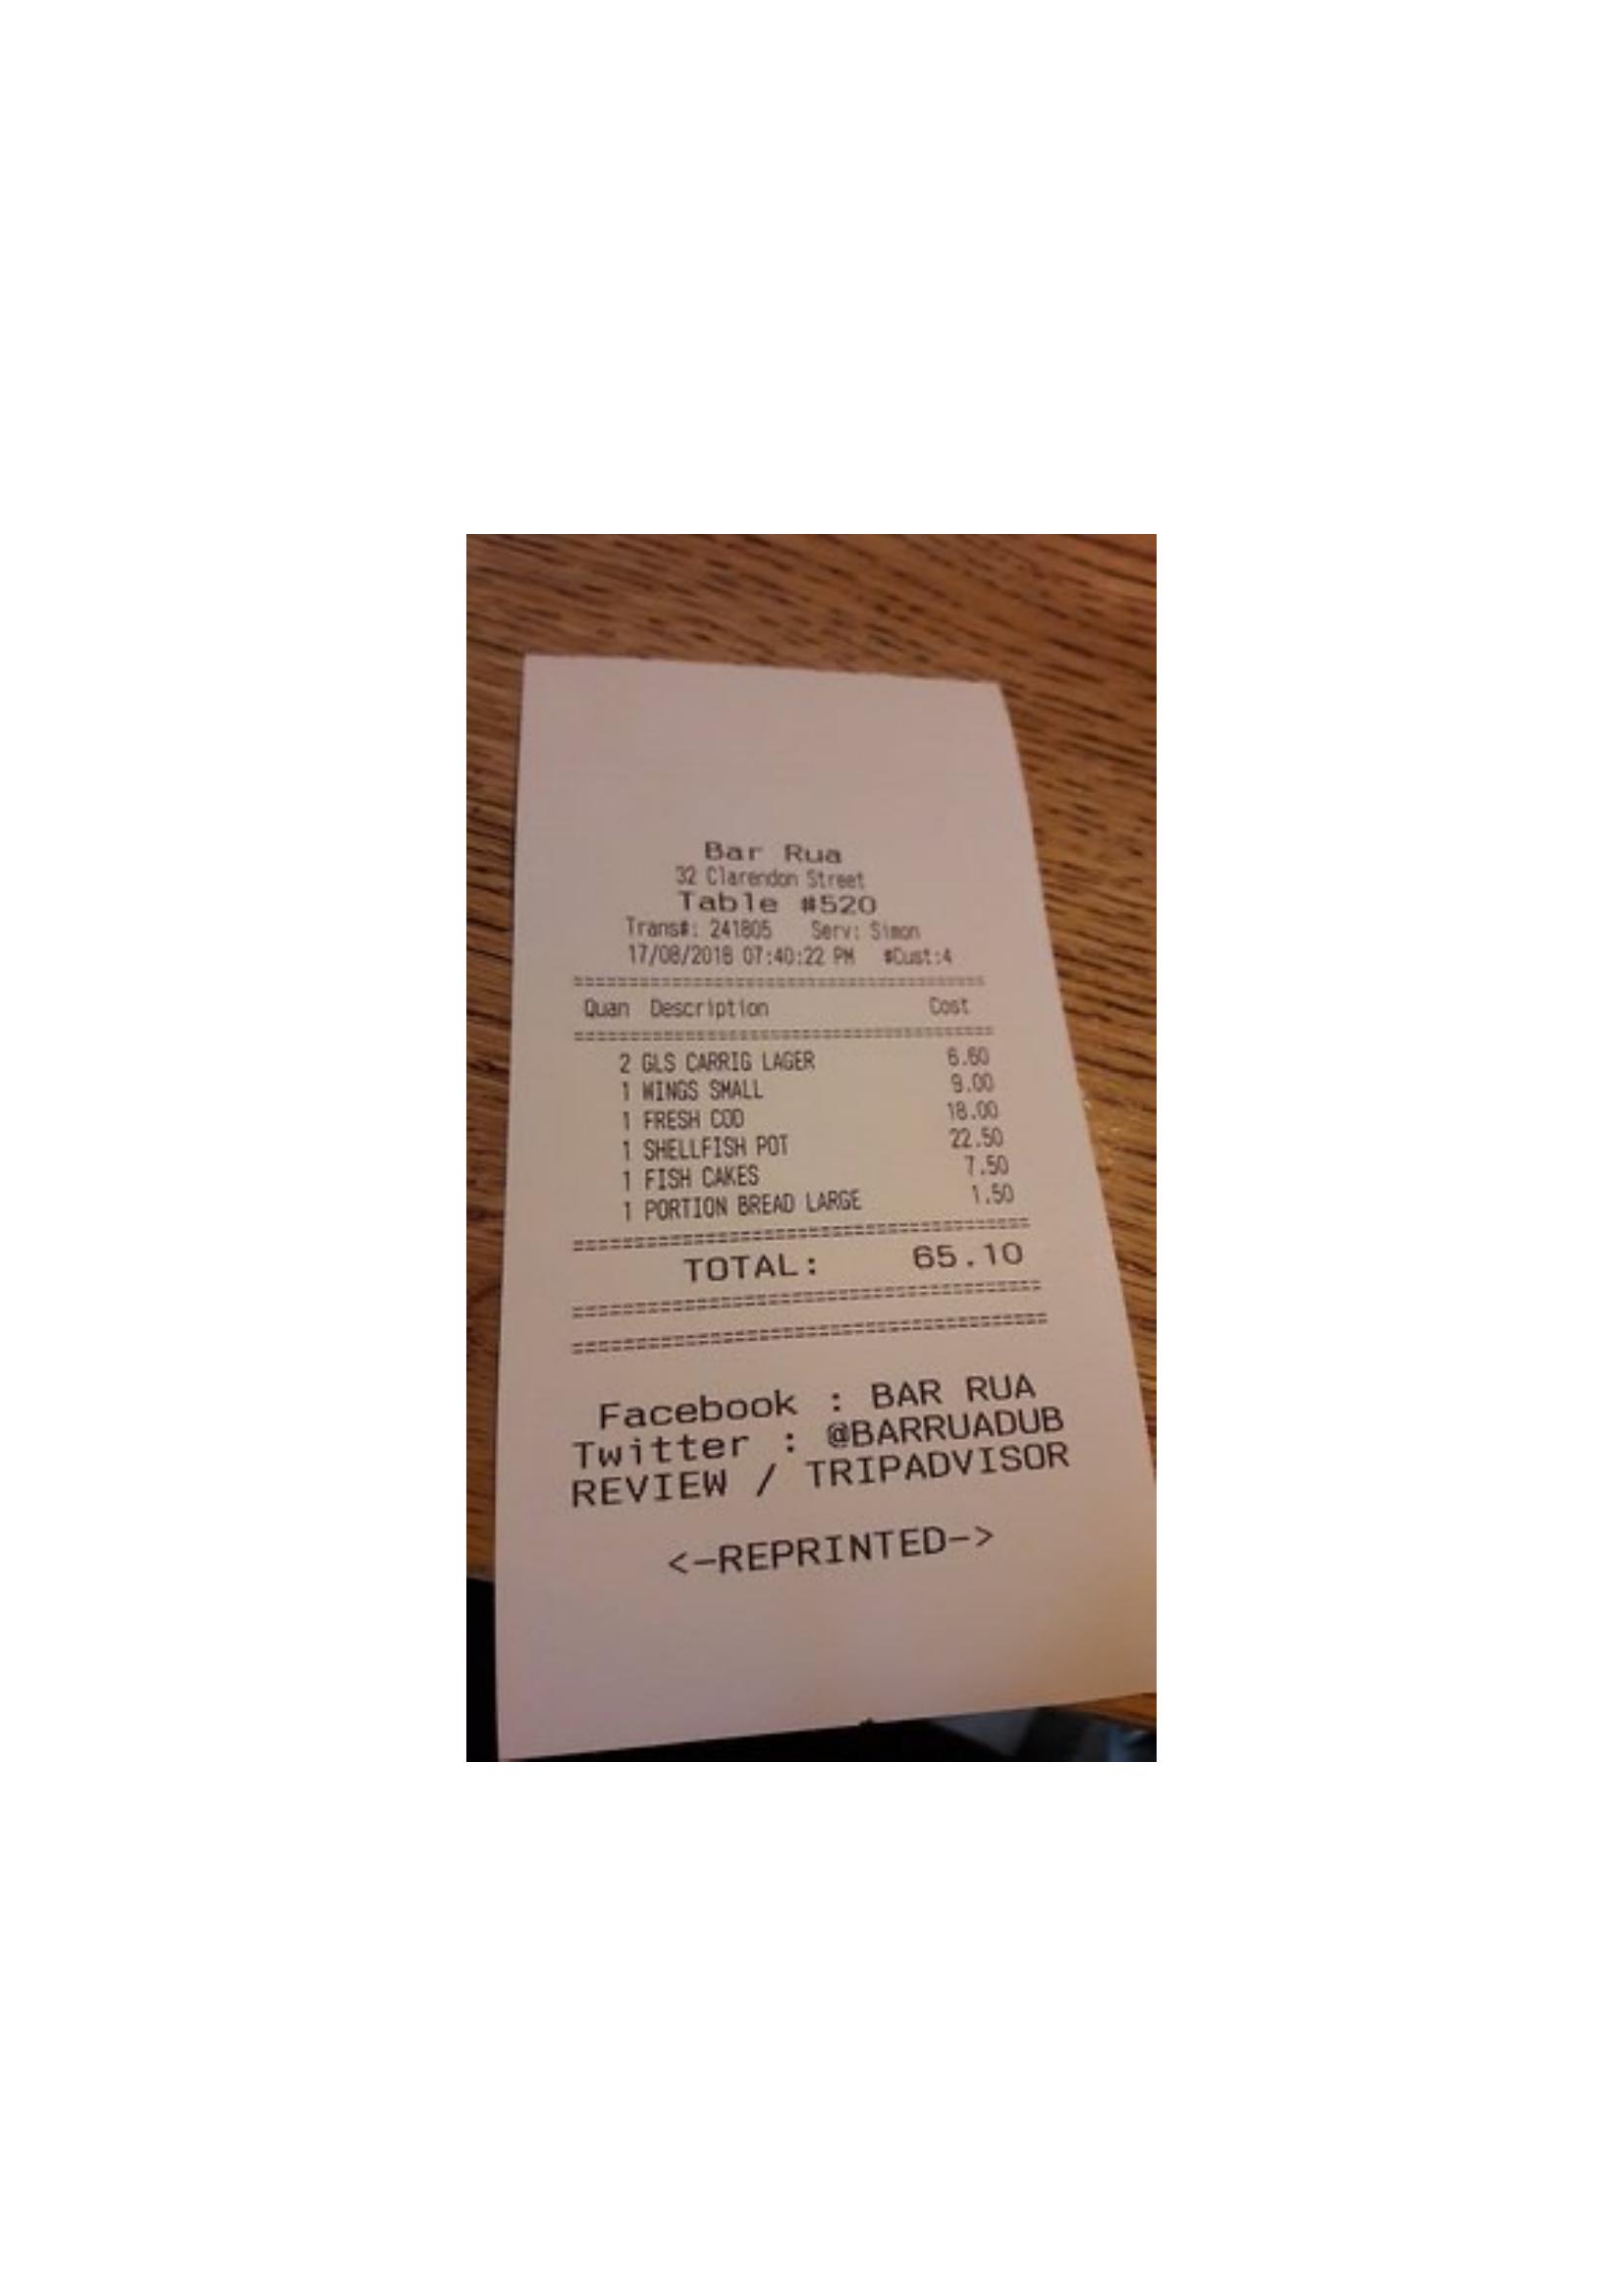 Bar Rua
32 Clarendon Street
Table #520
Trans#: 241805 Serv: Simon
17/08/2018 07:40:22 PM #Cust:4
======================================
Quan Description Cost
======================================
2 GLS CARRIG LAGER 6.60
1 WINGS SMALL 9.00
1 FRESH COD 18.00
1 SHELLFISH POT 22.50
1 FISH CAKES 7.50
1 PORTION BREAD LARGE 1.50
======================================
TOTAL: 65.10
======================================
======================================
Facebook : BAR RUA
Twitter : @BARRUADUB
REVIEW / TRIPADVISOR
<-REPRINTED->